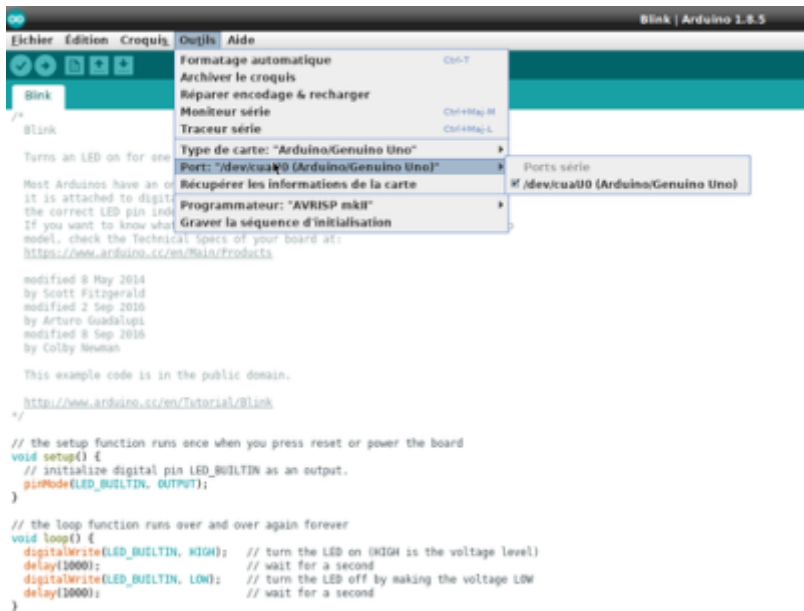 Blink | Arduino 1.8.5
Fichier Édition Croquis Outils Aide
Formatage automatique Ctrl-T
Archiver le croquis
Réparer encodage & recharger
Moniteur série Ctrl+Maj-M
Traceur série Ctrl+Maj-L
Type de carte: "Arduino/Genuino Uno"
Port: "/dev/cuaU0 (Arduino/Genuino Uno)"
Récupérer les informations de la carte
Programmateur: "AVRISP mkII"
Graver la séquence d'initialisation
Ports série
/dev/cuaU0 (Arduino/Genuino Uno)
Blink
/*
Blink
Turns an LED on for one
Most Arduinos have an
it is attached to digit
the correct LED pin
If you want to know what
model, check the Technical Specs of your board at:
https://www.arduino.cc/en/Main/Products
modified 8 May 2014
by Scott Fitzgerald
modified 2 Sep 2016
by Arturo Guadalupi
modified 8 Sep 2016
by Colby Newman
This example code is in the public domain.
http://www.arduino.cc/en/Tutorial/Blink
*/
// the setup function runs once when you press reset or power the board
void setup() {
// initialize digital pin LED_BUILTIN as an output.
pinMode(LED_BUILTIN, OUTPUT);
}
// the loop function runs over and over again forever
void loop() {
digitalWrite(LED_BUILTIN, HIGH); // turn the LED on (HIGH is the voltage level)
delay(1000); // wait for a second
digitalWrite(LED_BUILTIN, LOW); // turn the LED off by making the voltage LOW
delay(1000); // wait for a second
}